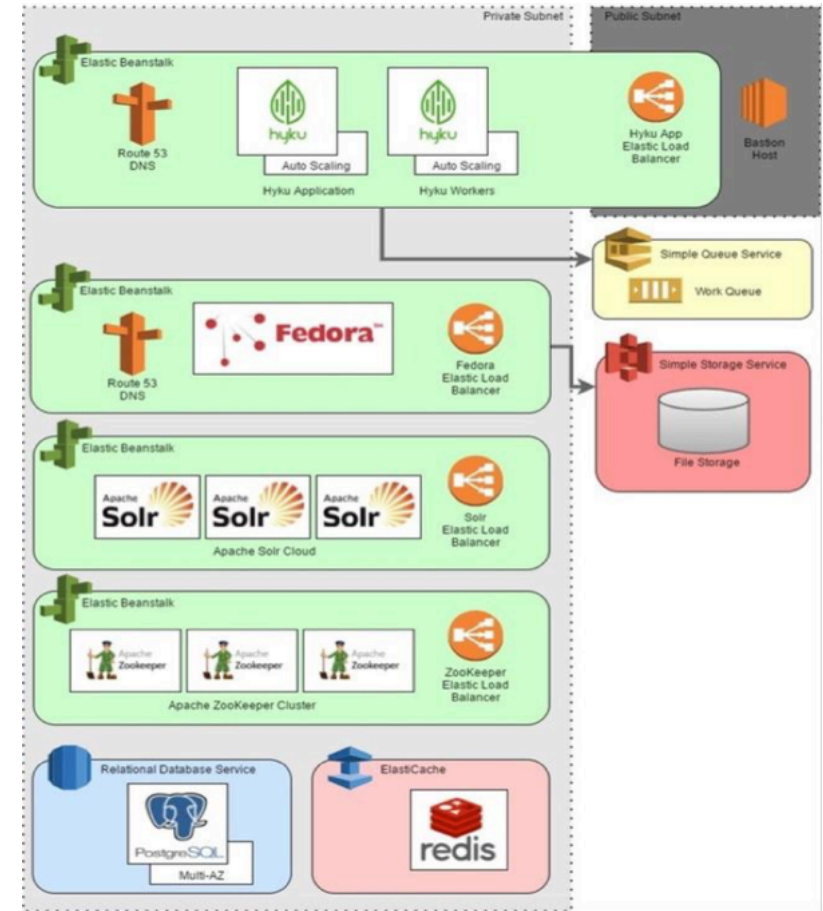 Private Subnet
Public Subnet
Elastic Beanstalk
Route 53
DNS
hyku
Auto Scaling
Hyku Application
hyku
Auto Scaling
Hyku Workers
Hyku App
Elastic Load
Balancer
Bastion
Host
Simple Queue Service
Work Queue
Elastic Beanstalk
Route 53
DNS
Fedora
Fedora
Elastic Load
Balancer
Simple Storage Service
File Storage
Elastic Beanstalk
Apache
Solr
Apache
Solr
Apache
Solr
Apache Solr Cloud
Solr
Elastic Load
Balancer
Elastic Beanstalk
Apache
Zookeeper
Apache
Zookeeper
Apache
Zookeeper
Apache ZooKeeper Cluster
ZooKeeper
Elastic Load
Balancer
Relational Database Service
PostgreSQL
Multi-AZ
ElastiCache
redis